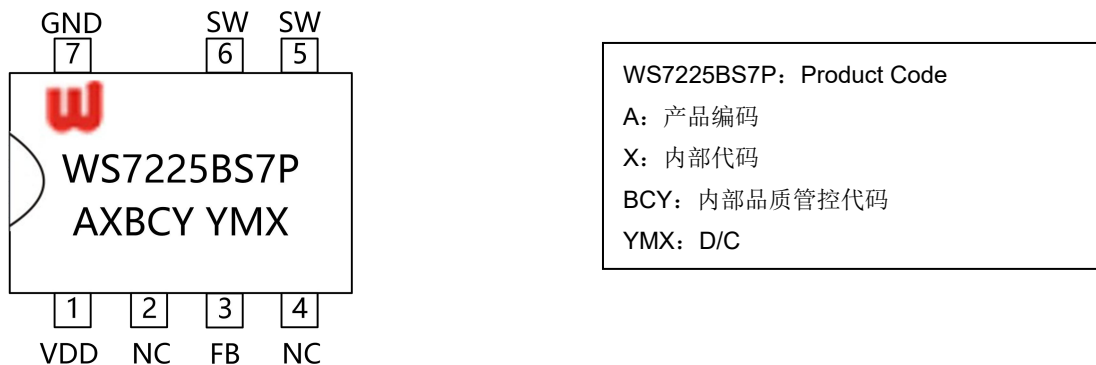 GND SW SW
7 6 5
W
WS7225BS7P
AXBCY YMX
1 2 3 4
VDD NC FB NC
WS7225BS7P：Product Code
A：产品编码
X：内部代码
BCY：内部品质管控代码
YMX：D/C